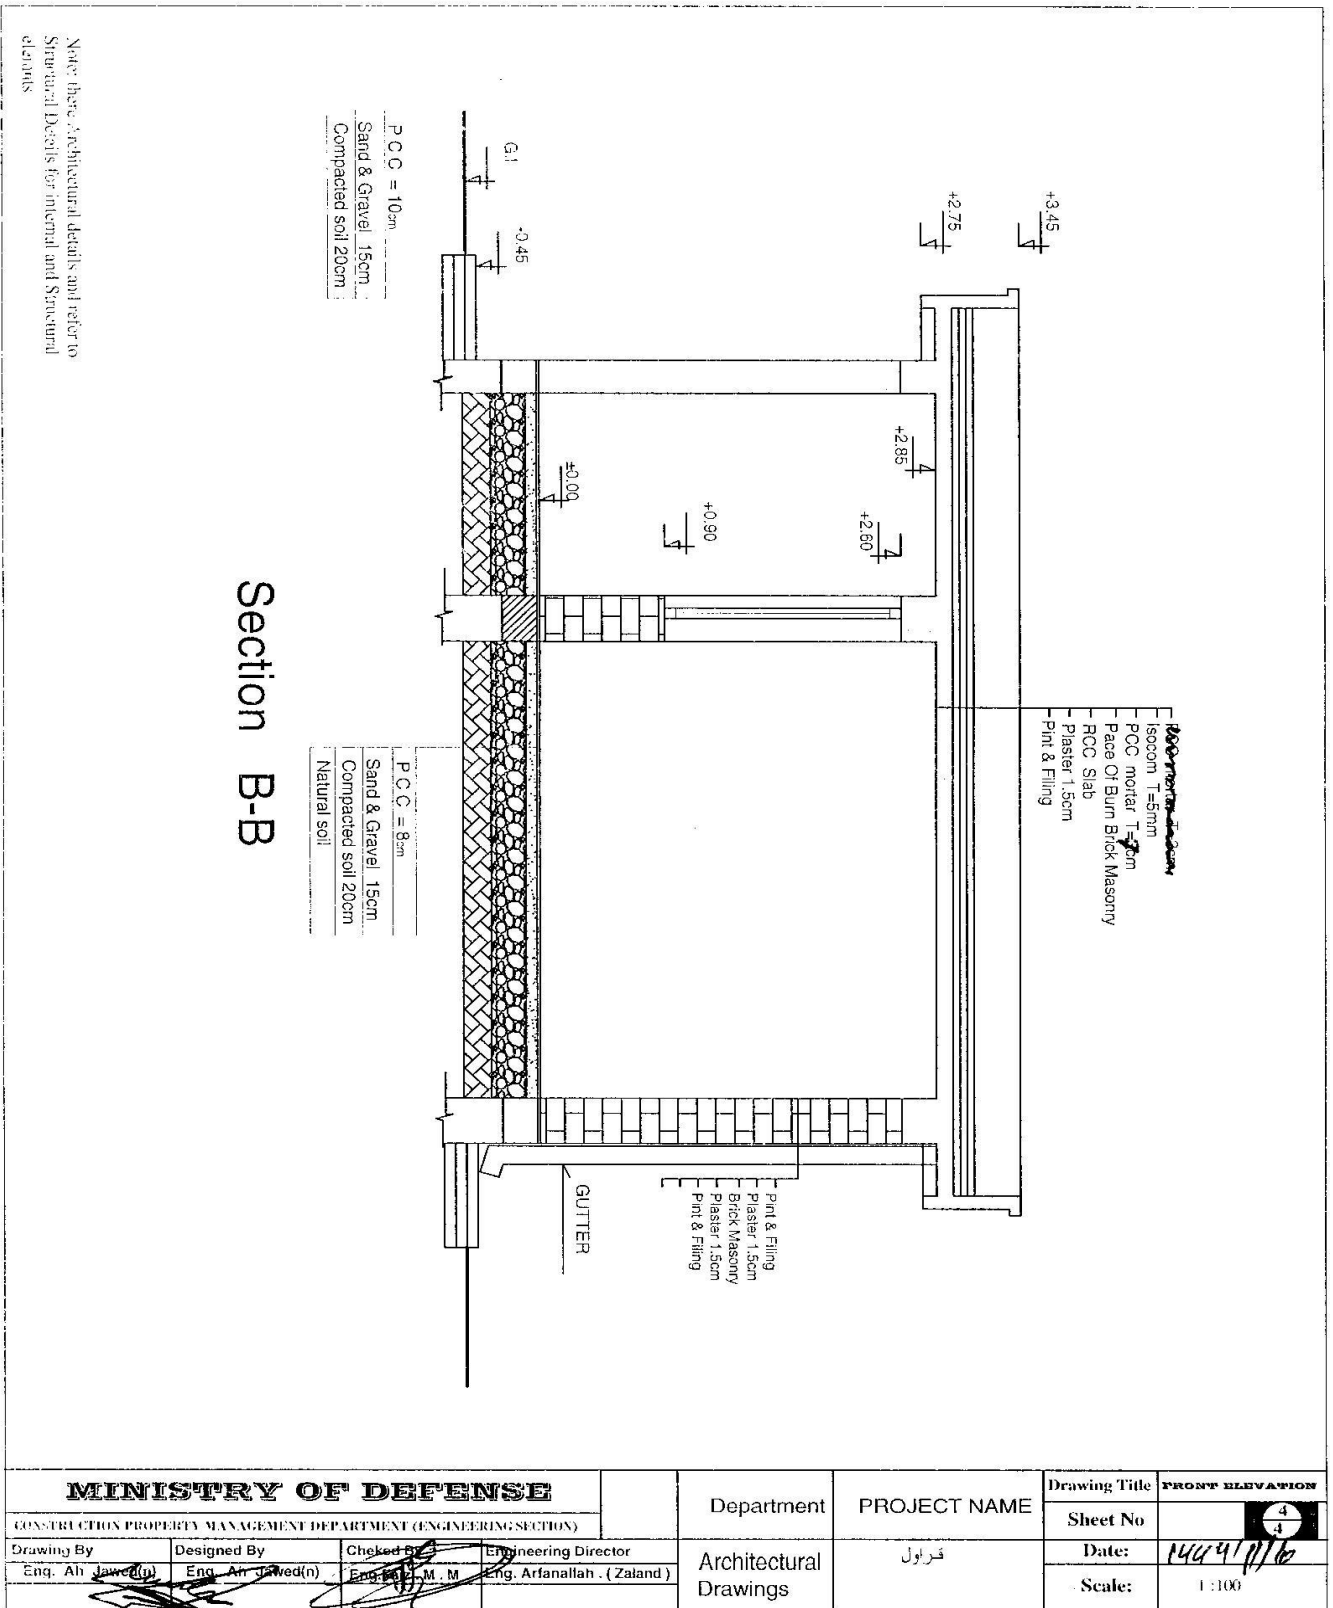 +3.45
+2.75
Isocom T=5mm
PCC mortar T=7cm
Pace Of Burn Brick Masonry
RCC Slab
Plaster 1.5cm
Pint & Filing
+2.85
+2.60
+0.90
±0.00
G.l
-0.45
P.C.C = 10cm
Sand & Gravel 15cm
Compacted soil 20cm
Pint & Filing
Plaster 1.5cm
Brick Masonry
Plaster 1.5cm
Pint & Filing
GUTTER
P.C.C = 8cm
Sand & Gravel 15cm
Compacted soil 20cm
Natural soil
Section B-B
Note: there Architectural details and refer to
Structural Details for internal and Structural
MINISTRY OF DEFENSE
CONSTRUCTION PROPERTY MANAGEMENT DEPARTMENT (ENGINEERING SECTION)
Drawing By
Designed By
Cheked By
Engineering Director
Eng. Ah Jawed(n)
Eng. Ah Jawed(n)
Eng. M . M
Eng. Arfanallah . ( Zaland )
Department
Architectural
Drawings
PROJECT NAME
قراول
Drawing Title
FRONT ELEVATION
Sheet No
4
4
Date:
Scale:
1:100